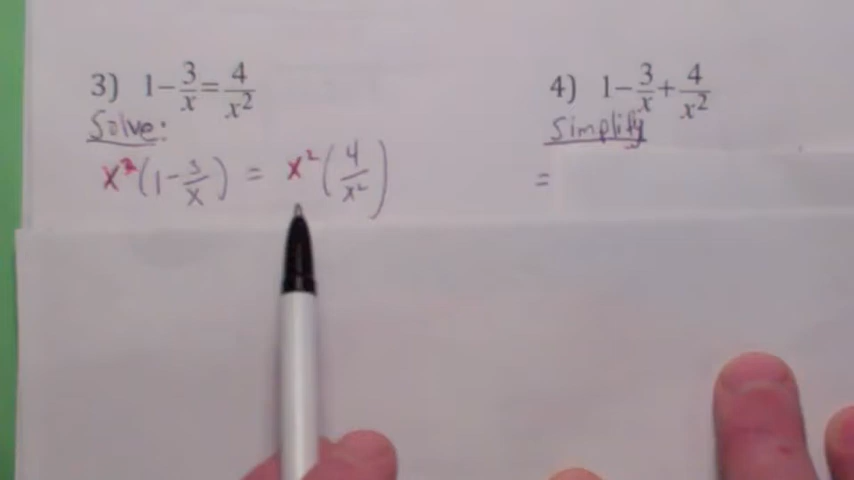 3) 1 − 3/x = 4/x²
Solve:
x²(1 − 3/x) = x²(4/x²)
4) 1 − 3/x + 4/x²
Simplify
=